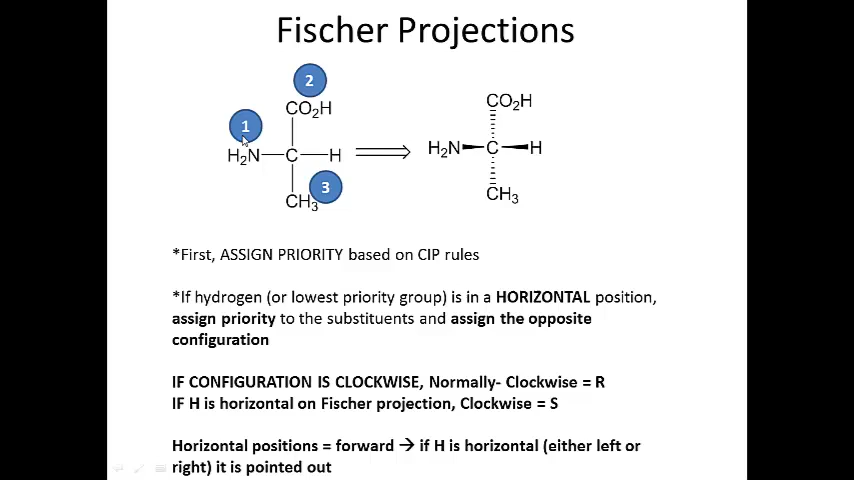 Fischer Projections
2
CO2H
1
H2N—C—H
3
CH3
CO2H
H2N C H
CH3
*First, ASSIGN PRIORITY based on CIP rules
*If hydrogen (or lowest priority group) is in a HORIZONTAL position,
assign priority to the substituents and assign the opposite
configuration
IF CONFIGURATION IS CLOCKWISE, Normally- Clockwise = R
IF H is horizontal on Fischer projection, Clockwise = S
Horizontal positions = forward → if H is horizontal (either left or
right) it is pointed out